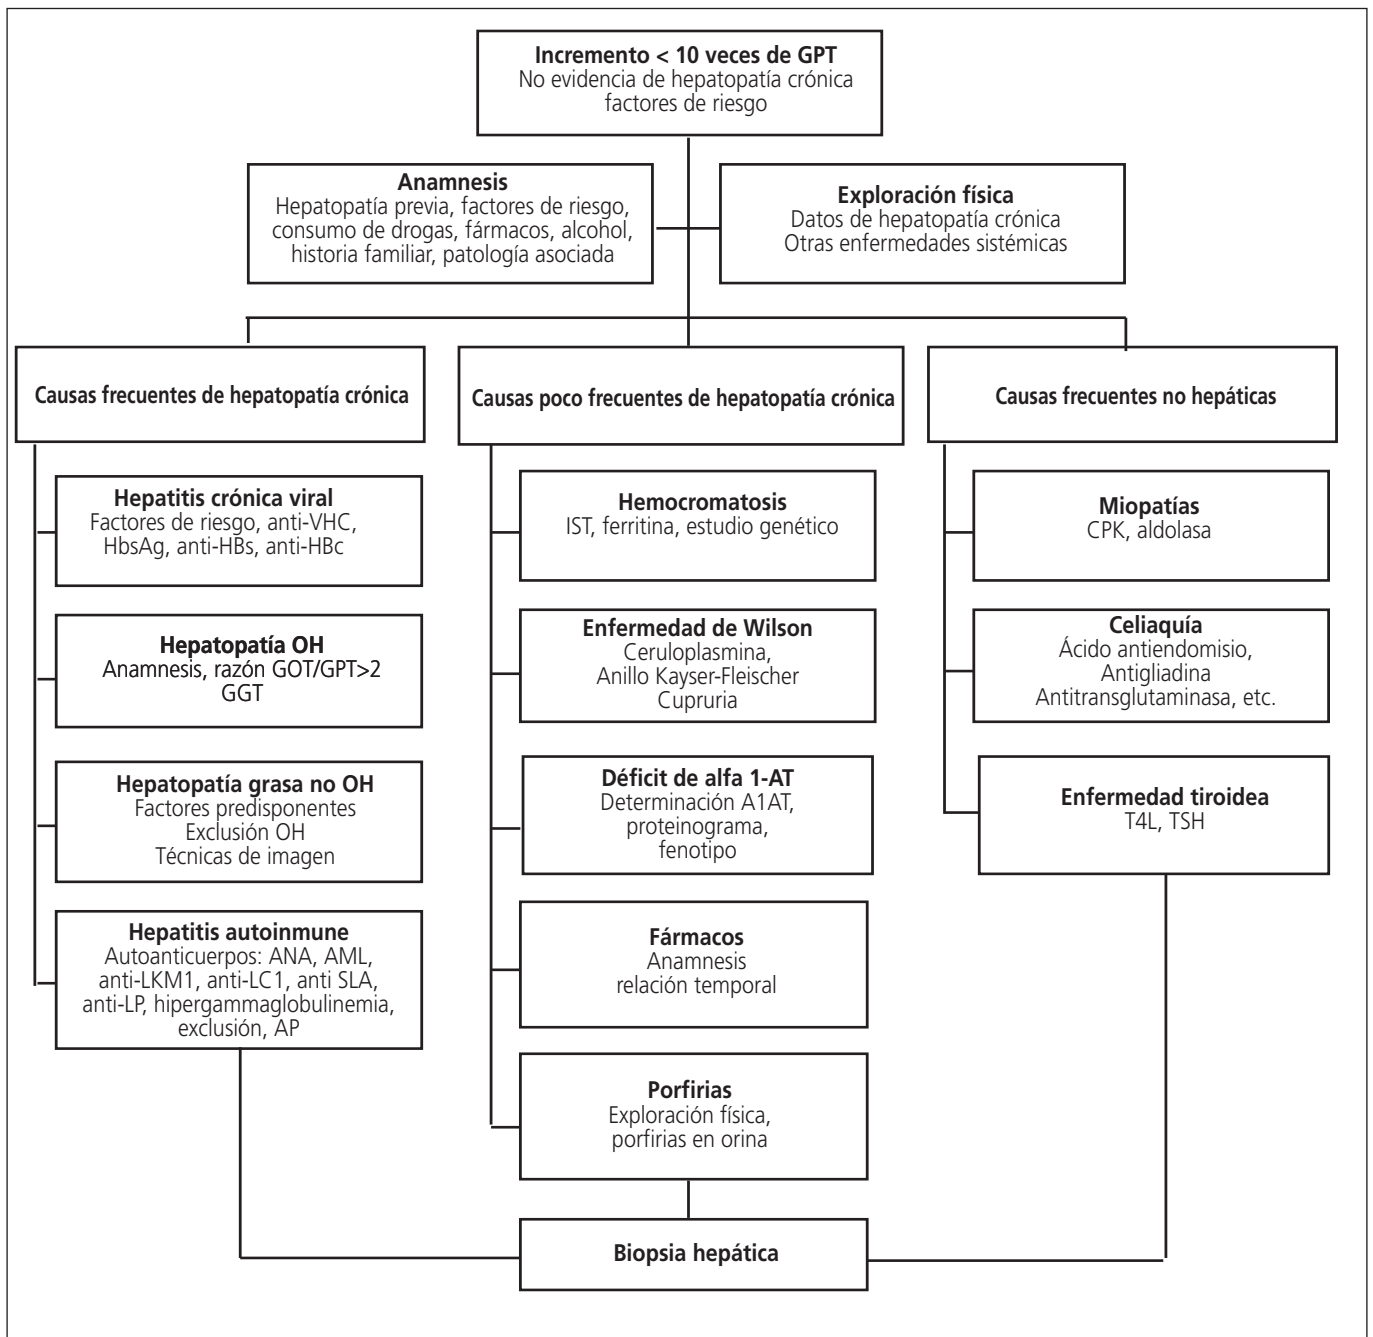 Incremento < 10 veces de GPT
No evidencia de hepatopatía crónica
factores de riesgo
Anamnesis
Hepatopatía previa, factores de riesgo,
consumo de drogas, fármacos, alcohol,
historia familiar, patología asociada
Exploración física
Datos de hepatopatía crónica
Otras enfermedades sistémicas
Causas frecuentes de hepatopatía crónica
Hepatitis crónica viral
Factores de riesgo, anti-VHC,
HbsAg, anti-HBs, anti-HBc
Hepatopatía OH
Anamnesis, razón GOT/GPT>2
GGT
Hepatopatía grasa no OH
Factores predisponentes
Exclusión OH
Técnicas de imagen
Hepatitis autoinmune
Autoanticuerpos: ANA, AML,
anti-LKM1, anti-LC1, anti SLA,
anti-LP, hipergammaglobulinemia,
exclusión, AP
Causas poco frecuentes de hepatopatía crónica
Hemocromatosis
IST, ferritina, estudio genético
Enfermedad de Wilson
Ceruloplasmina,
Anillo Kayser-Fleischer
Cupruria
Déficit de alfa 1-AT
Determinación A1AT,
proteinograma,
fenotipo
Fármacos
Anamnesis
relación temporal
Porfirias
Exploración física,
porfirias en orina
Causas frecuentes no hepáticas
Miopatías
CPK, aldolasa
Celiaquía
Ácido antiendomisio,
Antigliadina
Antitransglutaminasa, etc.
Enfermedad tiroidea
T4L, TSH
Biopsia hepática